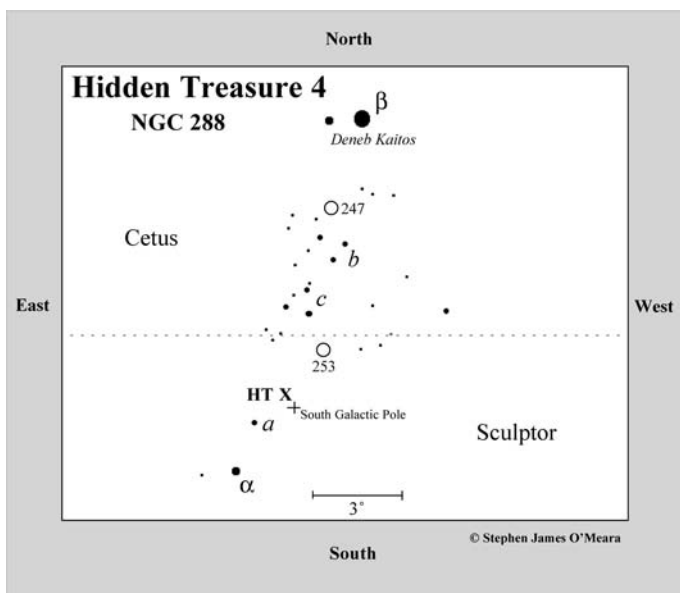 North
Hidden Treasure 4
NGC 288
β
Deneb Kaitos
247
Cetus
b
East
c
West
253
HT X
South Galactic Pole
a
Sculptor
α
3°
© Stephen James O’Meara
South